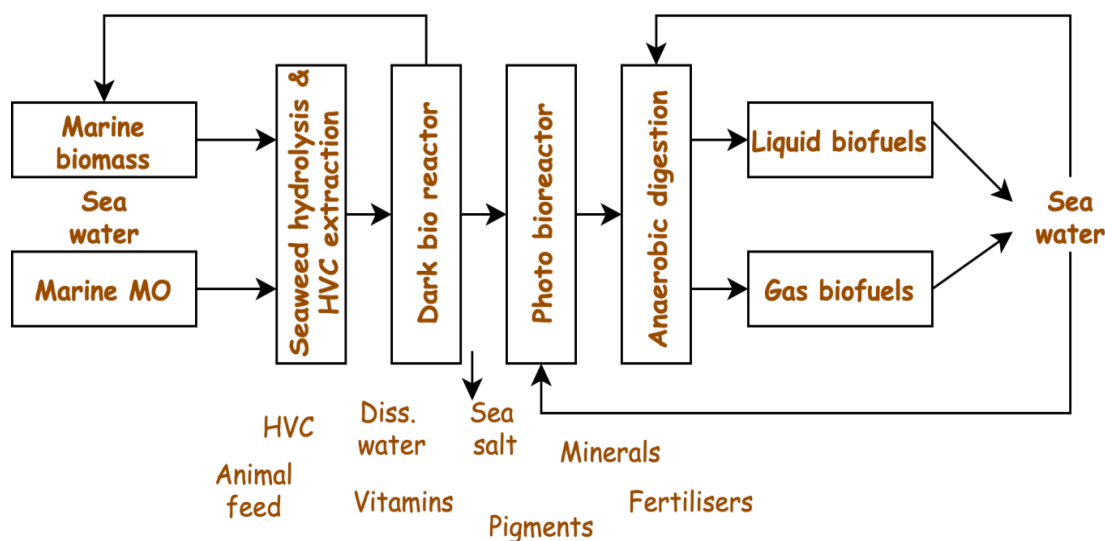 Marine
biomass
Sea
water
Marine MO
Seaweed hydrolysis &
HVC extraction
Dark bio reactor
Photo bioreactor
Anaerobic digestion
Liquid biofuels
Gas biofuels
Sea
water
HVC
Diss.
water
Sea
salt
Minerals
Animal
feed
Vitamins
Pigments
Fertilisers